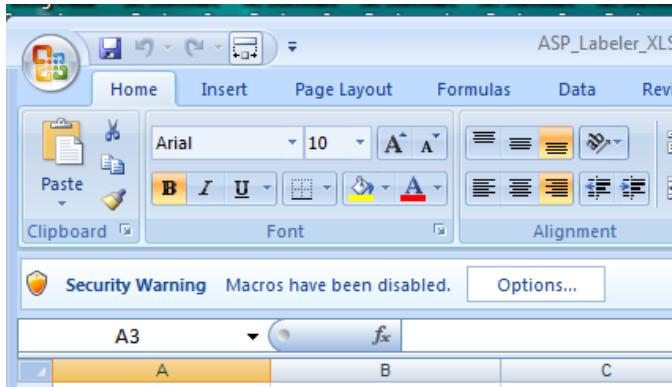 ASP_Labeler_XLS
Home Insert Page Layout Formulas Data Revi
Arial 10 A A
Paste B I U A
Clipboard Font Alignment
Security Warning Macros have been disabled. Options...
A3 fx
A B C